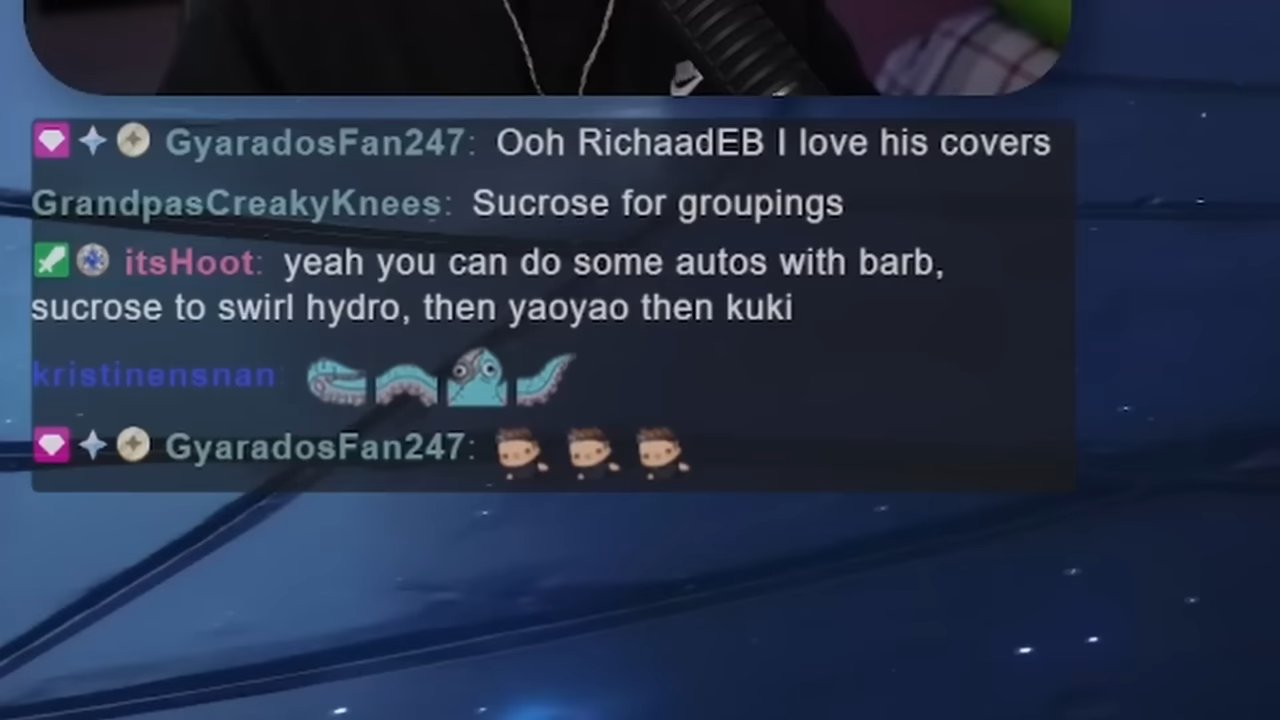 GyaradosFan247: Ooh RichaadEB I love his covers
GrandpasCreakyKnees: Sucrose for groupings
itsHoot: yeah you can do some autos with barb,
sucrose to swirl hydro, then yaoyao then kuki
kristinensnan:
GyaradosFan247: